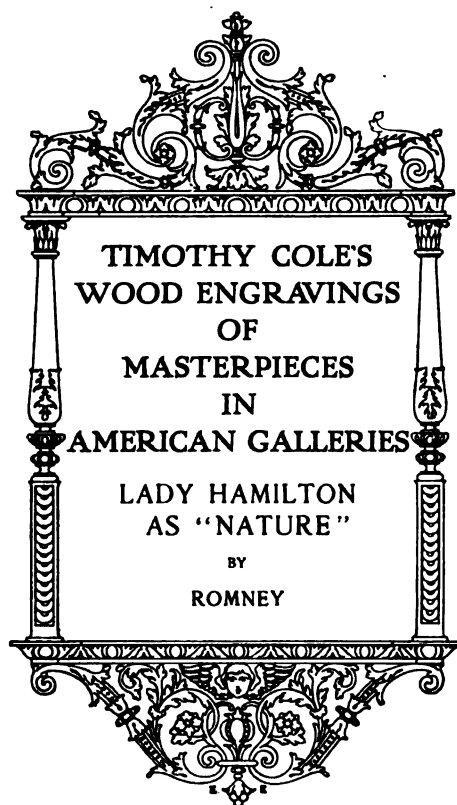 TIMOTHY COLE'S
WOOD ENGRAVINGS
OF
MASTERPIECES
IN
AMERICAN GALLERIES
LADY HAMILTON
AS "NATURE"
BY
ROMNEY
E E